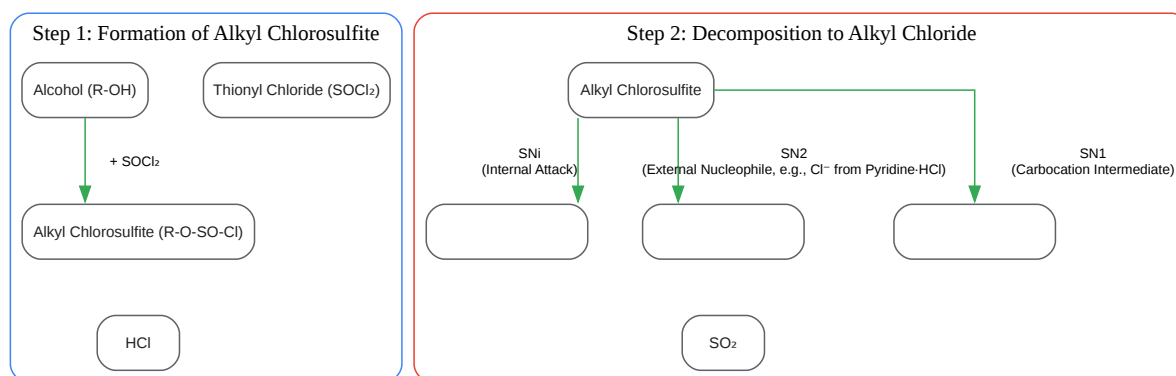 Step 1: Formation of Alkyl Chlorosulfite
Alcohol (R-OH)
Thionyl Chloride (SOCl₂)
+ SOCl₂
Alkyl Chlorosulfite (R-O-SO-Cl)
HCl
Step 2: Decomposition to Alkyl Chloride
Alkyl Chlorosulfite
SNi
(Internal Attack)
SN2
(External Nucleophile, e.g., Cl⁻ from Pyridine·HCl)
SN1
(Carbocation Intermediate)
SO₂